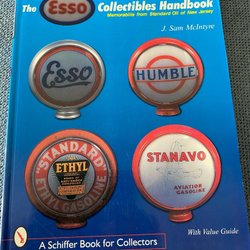 The Esso Collectibles Handbook
Memorabilia from Standard Oil of New Jersey
J. Sam McIntyre
Esso
HUMBLE
"STANDARD"
ETHYL
ETHYL GASOLINE
STANAVO
AVIATION
GASOLINE
With Value Guide
A Schiffer Book for Collectors